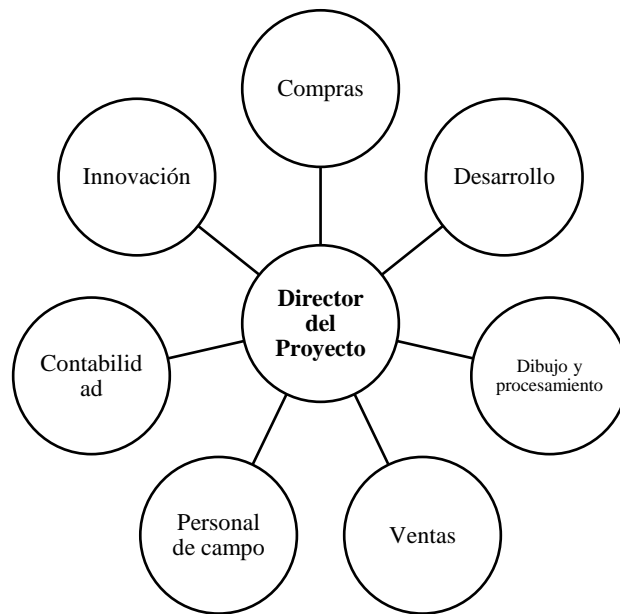 Compras
Innovación
Desarrollo
Director
del
Proyecto
Contabilid
ad
Dibujo y
procesamiento
Personal
de campo
Ventas